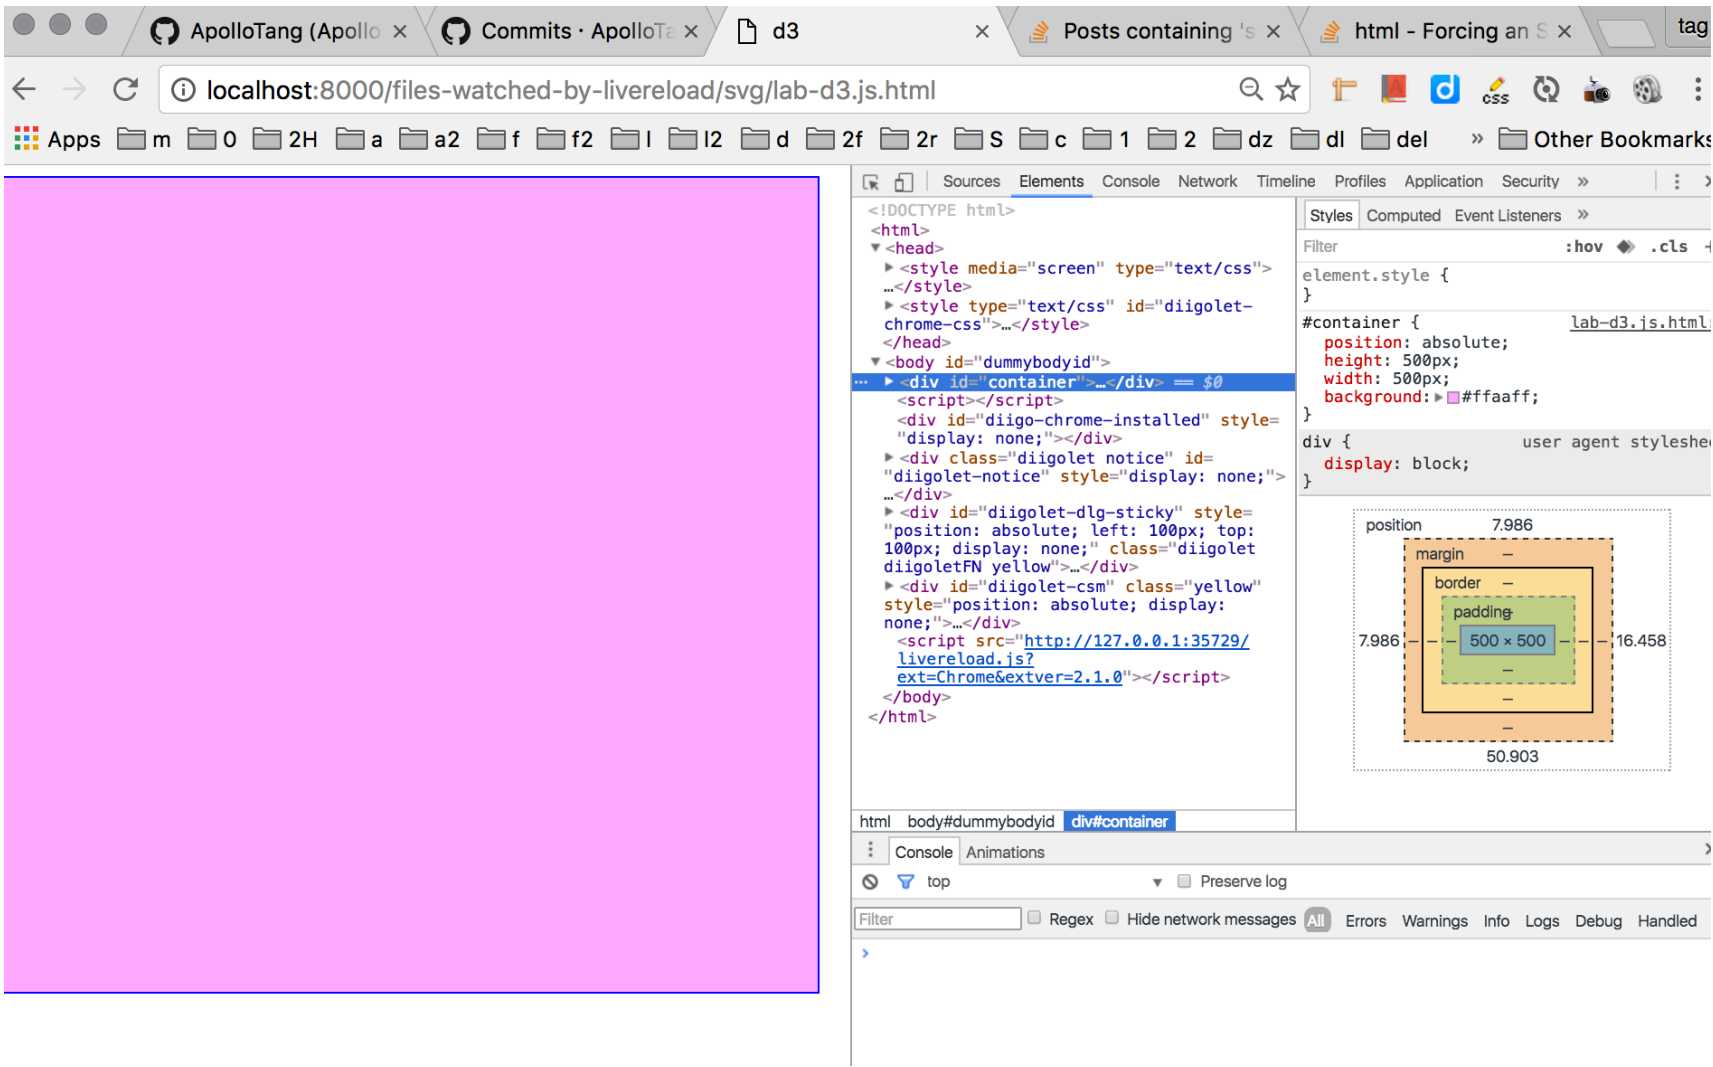 ApolloTang (Apollo
Commits · ApolloTa
d3
Posts containing 's
html - Forcing an S
tag
localhost:8000/files-watched-by-livereload/svg/lab-d3.js.html
css
Apps m 0 2H a a2 f f2 l l2 d 2f 2r S c 1 2 dz dl del » Other Bookmarks
Sources Elements Console Network Timeline Profiles Application Security »
<!DOCTYPE html>
<html>
<head>
<style media="screen" type="text/css">
…</style>
<style type="text/css" id="diigolet-
chrome-css">…</style>
</head>
<body id="dummybodyid">
… <div id="container">…</div> == $0
<script></script>
<div id="diigo-chrome-installed" style=
"display: none;"></div>
<div class="diigolet notice" id=
"diigolet-notice" style="display: none;">
…</div>
<div id="diigolet-dlg-sticky" style=
"position: absolute; left: 100px; top:
100px; display: none;" class="diigolet
diigoletFN yellow">…</div>
<div id="diigolet-csm" class="yellow"
style="position: absolute; display:
none;">…</div>
<script src="http://127.0.0.1:35729/
livereload.js?
ext=Chrome&extver=2.1.0"></script>
</body>
</html>
html body#dummybodyid div#container
Styles Computed Event Listeners »
Filter :hov .cls +
element.style {
}
#container { lab-d3.js.html:
position: absolute;
height: 500px;
width: 500px;
background: #ffaaff;
}
div { user agent styleshee
display: block;
}
position 7.986
margin –
border –
padding –
7.986 – – – 500 × 500 – – – 16.458
–
–
–
50.903
Console Animations
top Preserve log
Filter Regex Hide network messages All Errors Warnings Info Logs Debug Handled
›